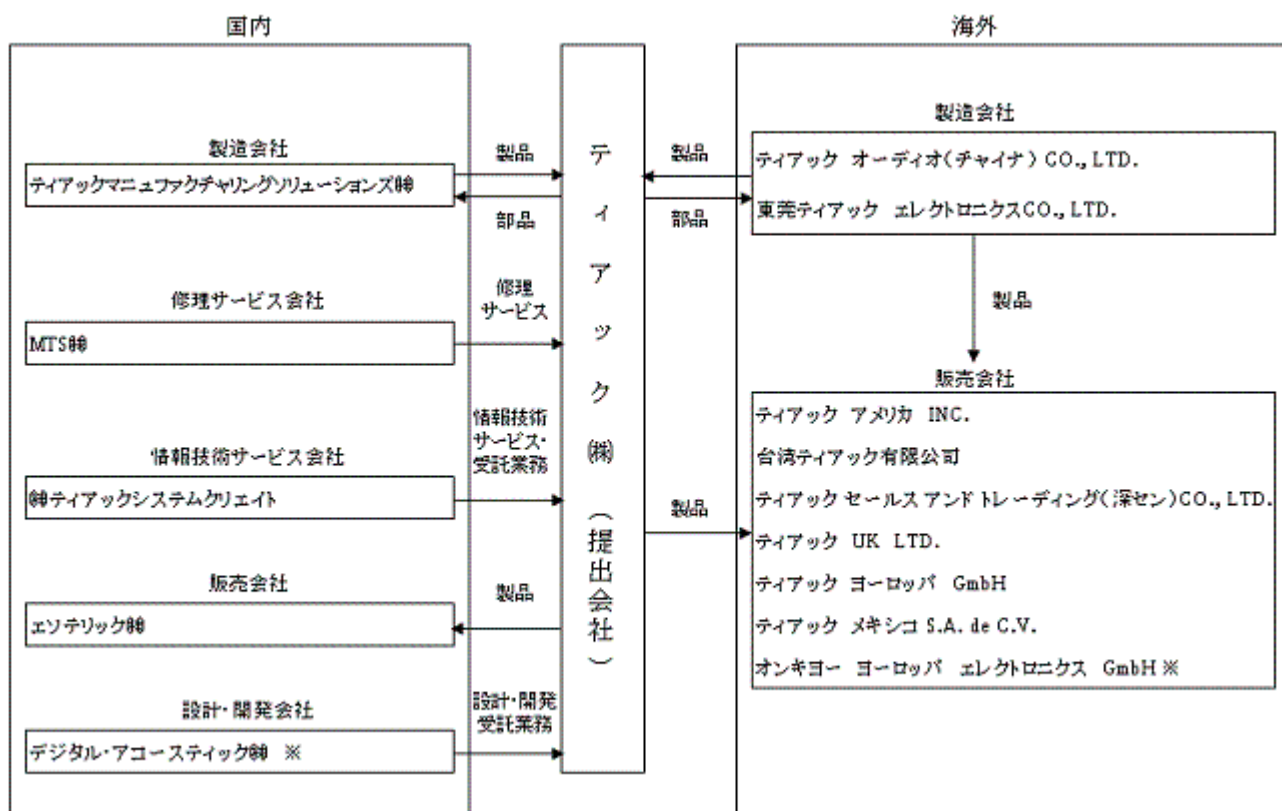 国内
海外
製造会社
ティアックマニュファクチャリングソリューションズ㈱
製品
部品
修理サービス会社
MTS㈱
修理
サービス
情報技術サービス会社
㈱ティアックシステムクリエイト
情報技術
サービス・
受託業務
販売会社
エソテリック㈱
製品
設計・開発会社
デジタル・アコースティック㈱ ※
設計・開発
受託業務
ティアック㈱(提出会社)
製品
部品
製造会社
ティアック オーディオ(チャイナ) CO., LTD.
東莞ティアック エレクトロニクスCO., LTD.
製品
製品
販売会社
ティアック アメリカ INC.
台湾ティアック有限公司
ティアック セールス アンド トレーディング(深セン)CO., LTD.
ティアック UK LTD.
ティアック ヨーロッパ GmbH
ティアック メキシコ S.A. de C.V.
オンキヨー ヨーロッパ エレクトロニクス GmbH ※